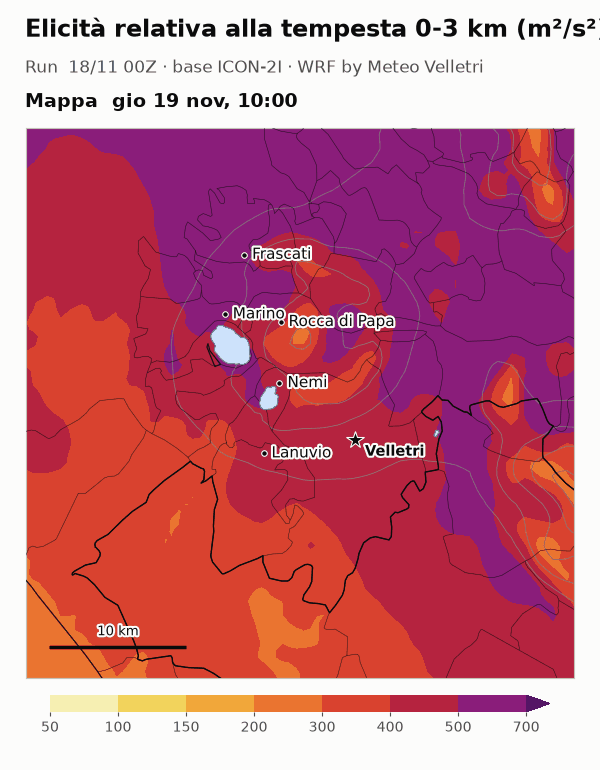 Elicità relativa alla tempesta 0-3 km (m²/s²)
Run 18/11 00Z · base ICON-2I · WRF by Meteo Velletri
Mappa gio 19 nov, 10:00
Frascati
Marino
Rocca di Papa
Nemi
Velletri
Lanuvio
10 km
50 100 150 200 300 400 500 700